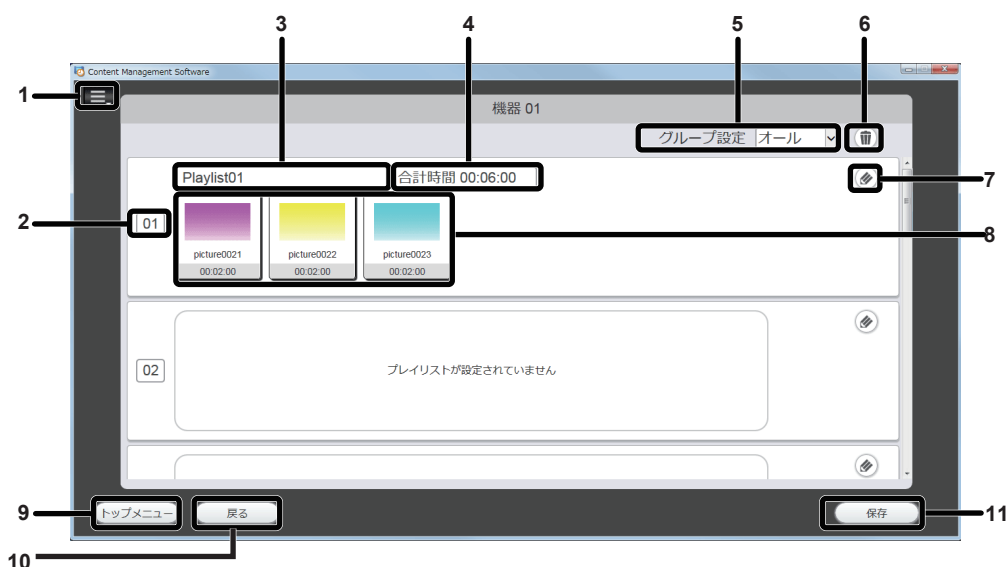 3 4 5 6
Content Management Software
1
機器 01
グループ設定 オール
Playlist01 合計時間 00:06:00
7
2 01
8
picture0021 picture0022 picture0023
00:02:00 00:02:00 00:02:00
02 プレイリストが設定されていません
9 トップメニュー 戻る 保存 11
10